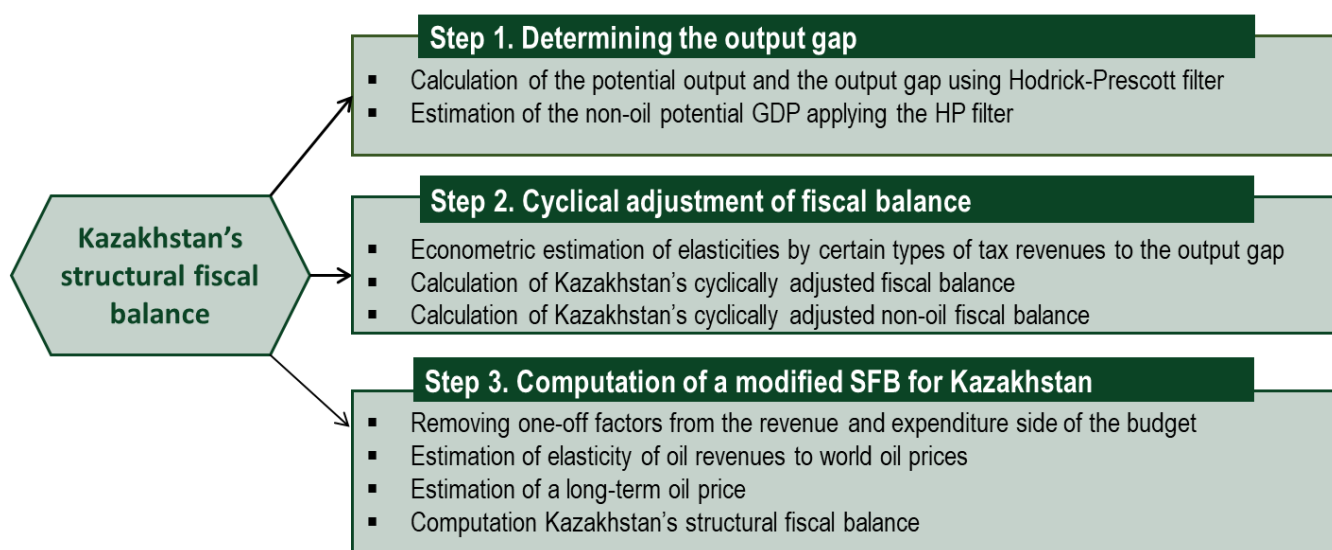 Kazakhstan’s
structural fiscal
balance
Step 1. Determining the output gap
▪ Calculation of the potential output and the output gap using Hodrick-Prescott filter
▪ Estimation of the non-oil potential GDP applying the HP filter
Step 2. Cyclical adjustment of fiscal balance
▪ Econometric estimation of elasticities by certain types of tax revenues to the output gap
▪ Calculation of Kazakhstan’s cyclically adjusted fiscal balance
▪ Calculation of Kazakhstan’s cyclically adjusted non-oil fiscal balance
Step 3. Computation of a modified SFB for Kazakhstan
▪ Removing one-off factors from the revenue and expenditure side of the budget
▪ Estimation of elasticity of oil revenues to world oil prices
▪ Estimation of a long-term oil price
▪ Computation Kazakhstan’s structural fiscal balance